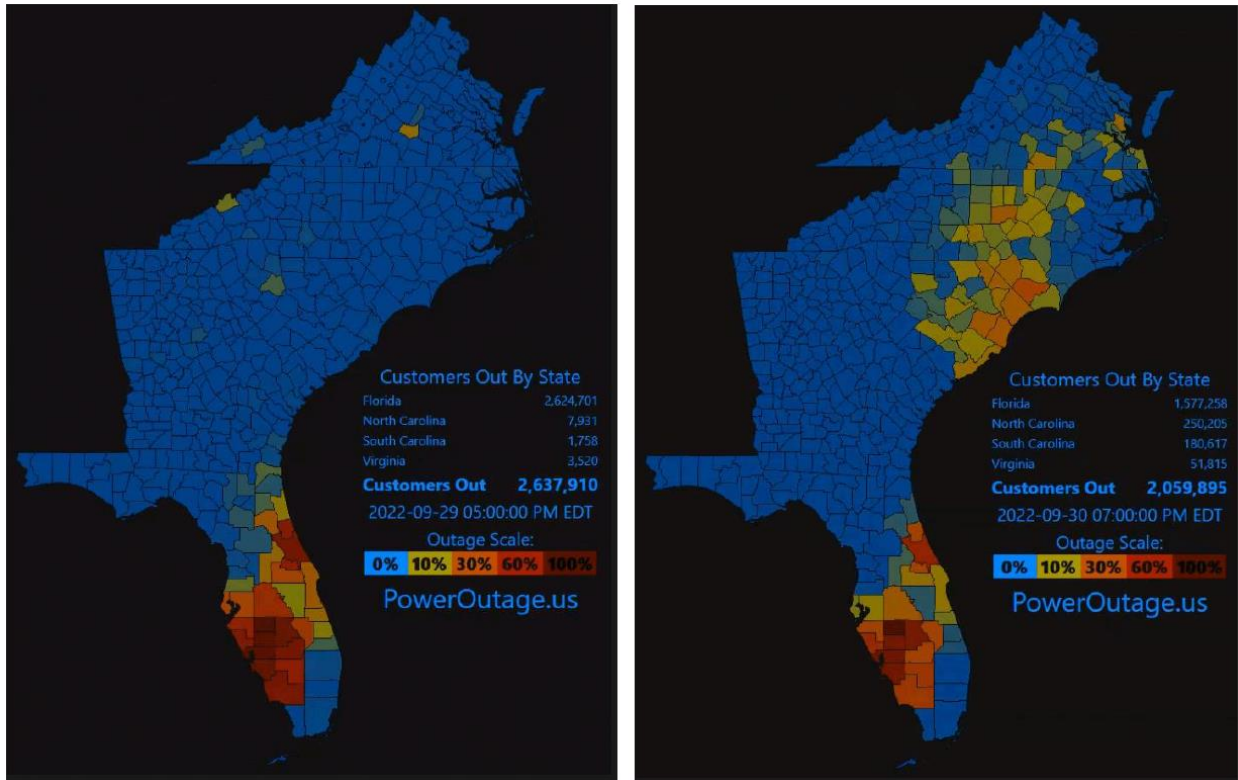 Customers Out By State
Florida 2,624,701
North Carolina 7,931
South Carolina 1,758
Virginia 3,520
Customers Out 2,637,910
2022-09-29 05:00:00 PM EDT
Outage Scale:
0% 10% 30% 60% 100%
PowerOutage.us
Customers Out By State
Florida 1,577,258
North Carolina 250,205
South Carolina 180,617
Virginia 51,815
Customers Out 2,059,895
2022-09-30 07:00:00 PM EDT
Outage Scale:
0% 10% 30% 60% 100%
PowerOutage.us